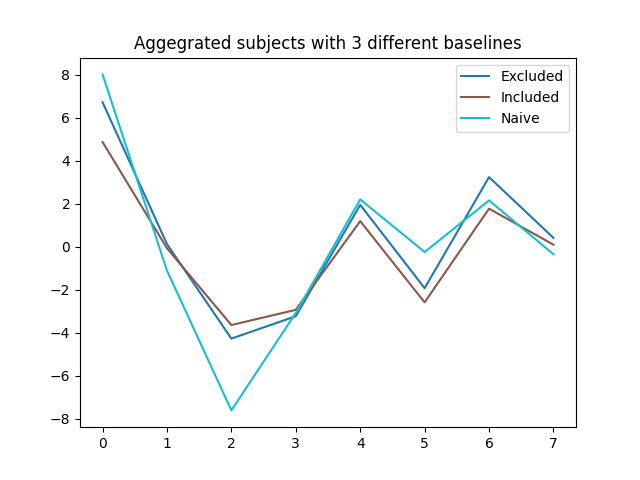 Aggegrated subjects with 3 different baselines
Excluded
Included
Naive
8
6
4
2
0
−2
−4
−6
−8
0 1 2 3 4 5 6 7